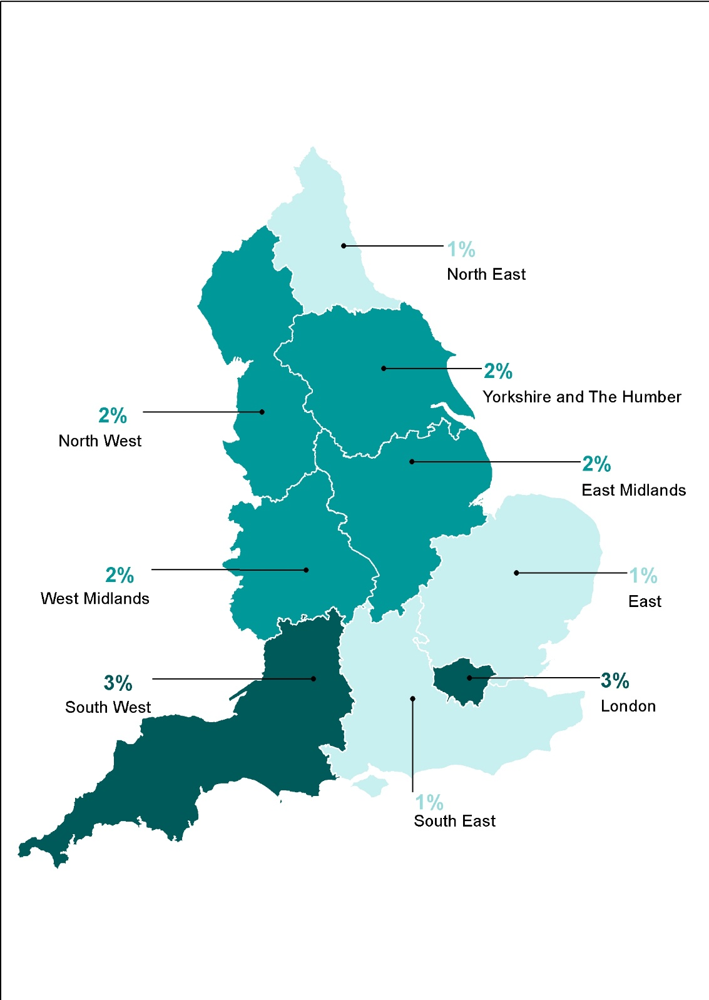 1%
North East
2%
Yorkshire and The Humber
2%
North West
2%
East Midlands
2%
West Midlands
1%
East
3%
South West
3%
London
1%
South East